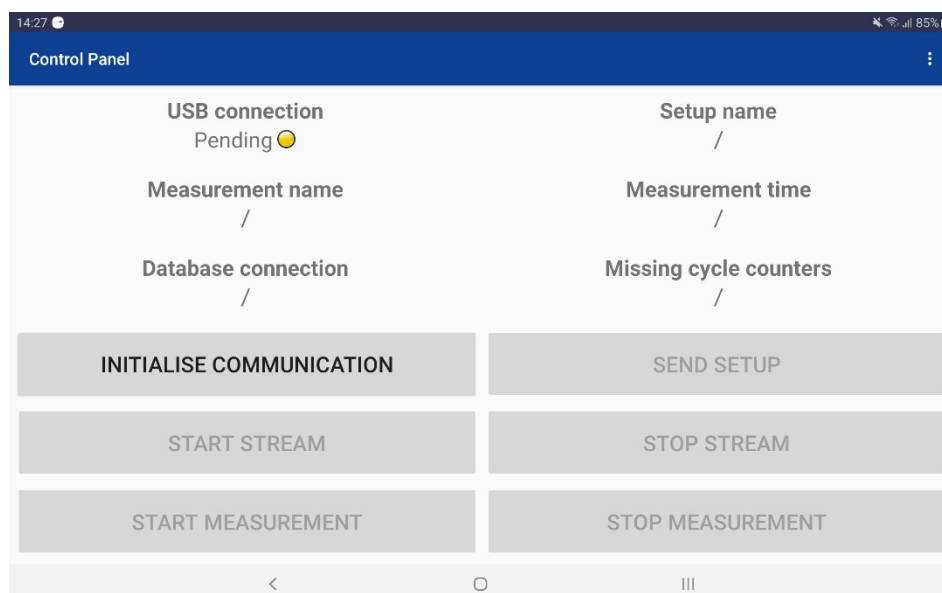 14:27
85%
Control Panel
USB connection
Pending
Setup name
/
Measurement name
/
Measurement time
/
Database connection
/
Missing cycle counters
/
INITIALISE COMMUNICATION
SEND SETUP
START STREAM
STOP STREAM
START MEASUREMENT
STOP MEASUREMENT